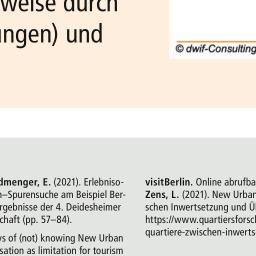 weise durch
ungen) und
© dwif-Consulting
dmenger, E. (2021). Erlebniso-
n–Spurensuche am Beispiel Ber-
rgebnisse der 4. Deidesheimer
chaft (pp. 57–84).
ys of (not) knowing New Urban
sation as limitation for tourism
visitBerlin. Online abrufba
Zens, L. (2021). New Urban
schen Inwertsetzung und Ü
https://www.quartiersforsc
quartiere-zwischen-inwerts